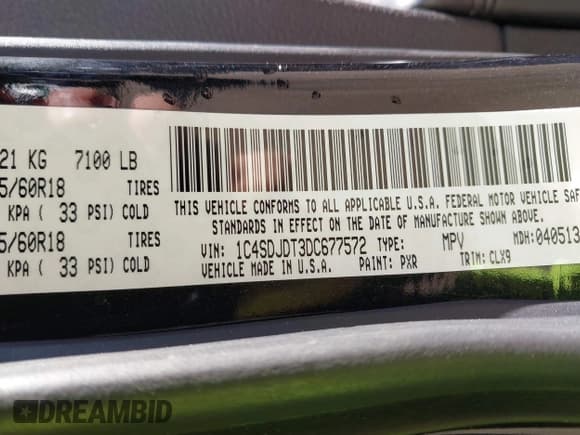 21 KG 7100 LB
5/60R18 TIRES
KPA ( 33 PSI) COLD
5/60R18 TIRES
KPA ( 33 PSI) COLD
THIS VEHICLE CONFORMS TO ALL APPLICABLE U.S.A. FEDERAL MOTOR VEHICLE SAF
STANDARDS IN EFFECT ON THE DATE OF MANUFACTURE SHOWN ABOVE.
VIN: 1C4SDJDT3DC677572 TYPE: MPV MDH: 040513
VEHICLE MADE IN U.S.A. PAINT: PXR TRIM: CLX9
DREAMBID